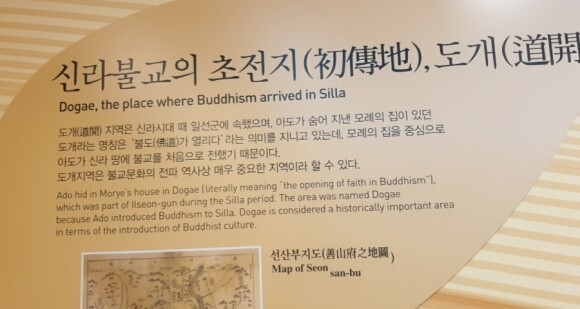 신라불교의 초전지(初傳地), 도개(道開
Dogae, the place where Buddhism arrived in Silla
도개(道開) 지역은 신라시대 때 일선군에 속했으며, 아도가 숨어 지낸 모례의 집이 있던
도개라는 명칭은 '불도(佛道)가 열리다' 라는 의미를 지니고 있는데, 모례의 집을 중심으로
아도가 신라 땅에 불교를 처음으로 전했기 때문이다.
도개지역은 불교문화의 전파 역사상 매우 중요한 지역이라 할 수 있다.
Ado hid in Morye's house in Dogae (literally meaning "the opening of faith in Buddhism"),
which was part of Ilseon-gun during the Silla period. The area was named Dogae
because Ado introduced Buddhism to Silla. Dogae is considered a historically important area
in terms of the introduction of Buddhist culture.
선산부지도(善山府之地圖)
Map of Seonsan-bu